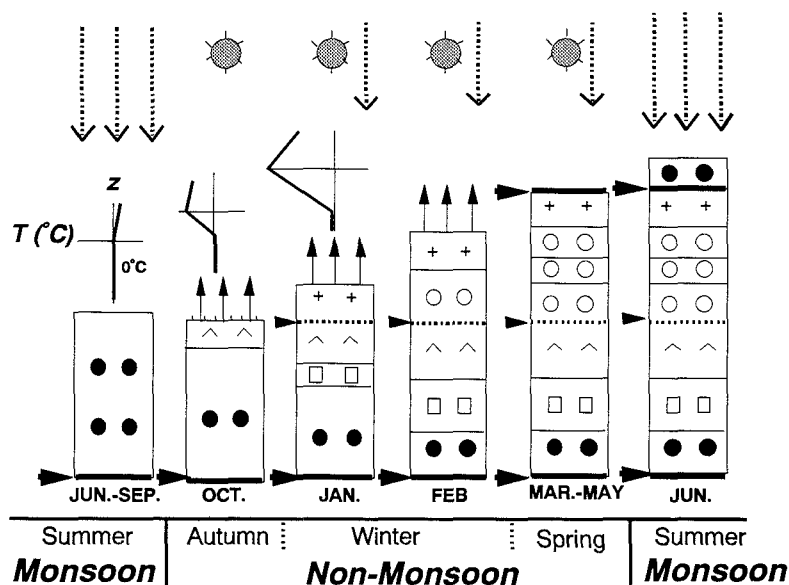 z
T (°C)
0°C
JUN.-SEP. OCT. JAN. FEB MAR.-MAY JUN.
Summer Autumn Winter Spring Summer
Monsoon Non-Monsoon Monsoon